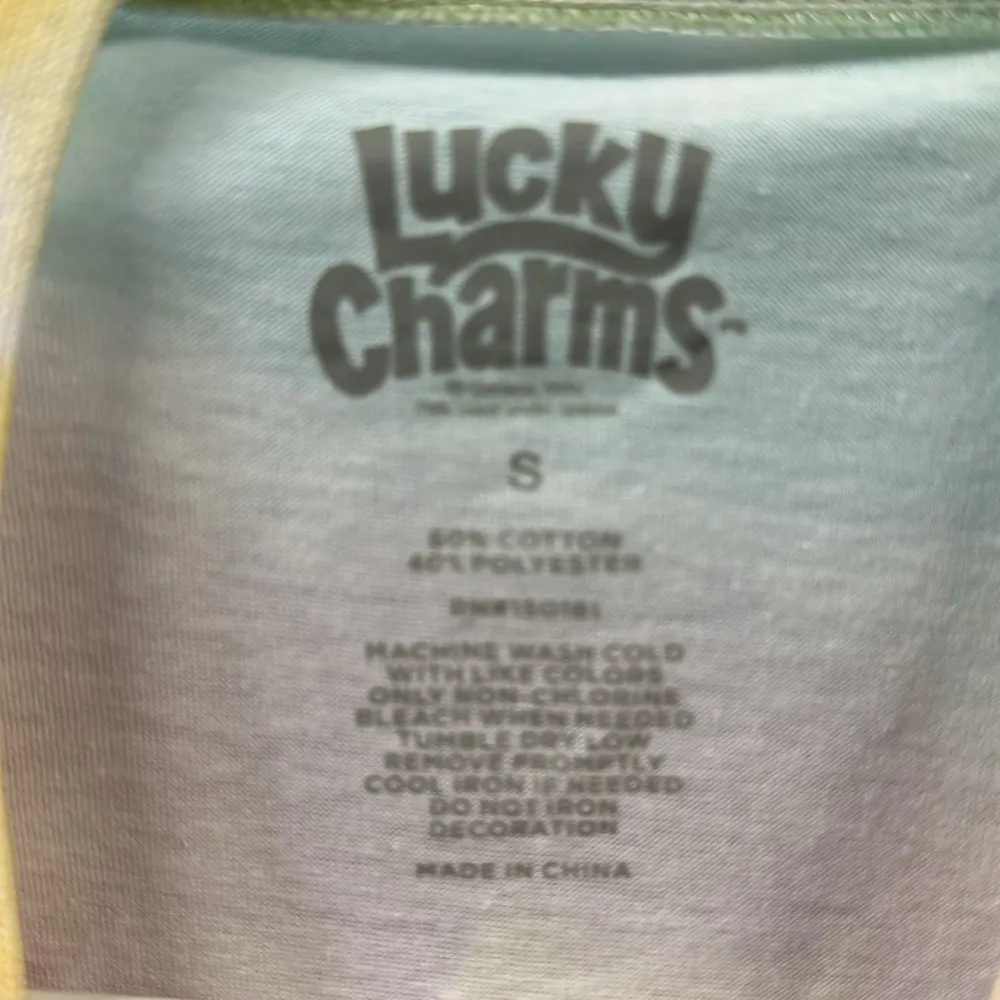 Lucky
Charms
S
60% COTTON
40% POLYESTER
MACHINE WASH COLD
WITH LIKE COLORS
ONLY NON-CHLORINE
BLEACH WHEN NEEDED
TUMBLE DRY LOW
REMOVE PROMPTLY
COOL IRON IF NEEDED
DO NOT IRON
DECORATION
MADE IN CHINA